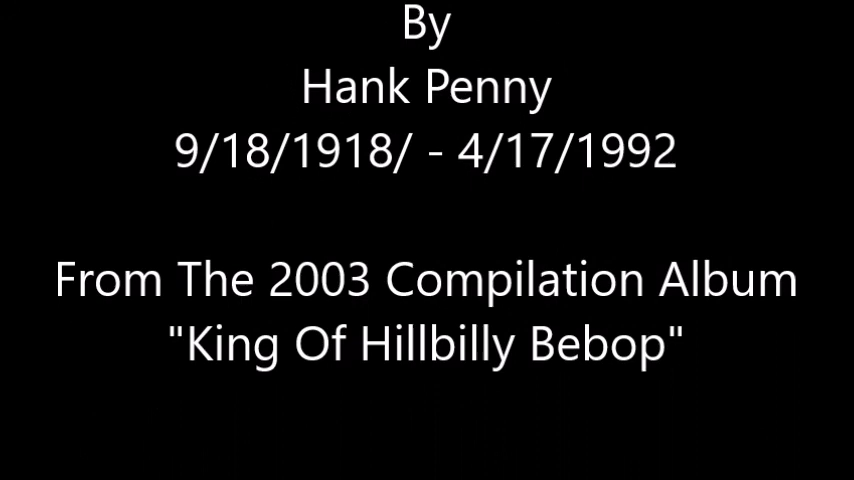 By
Hank Penny
9/18/1918/ - 4/17/1992
From The 2003 Compilation Album
"King Of Hillbilly Bebop"